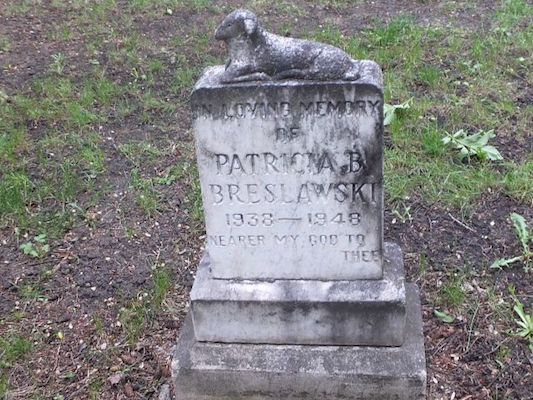 IN LOVING MEMORY
OF
PATRICIA B.
BRESLAWSKI
1938—1948
NEARER MY GOD TO
THEE